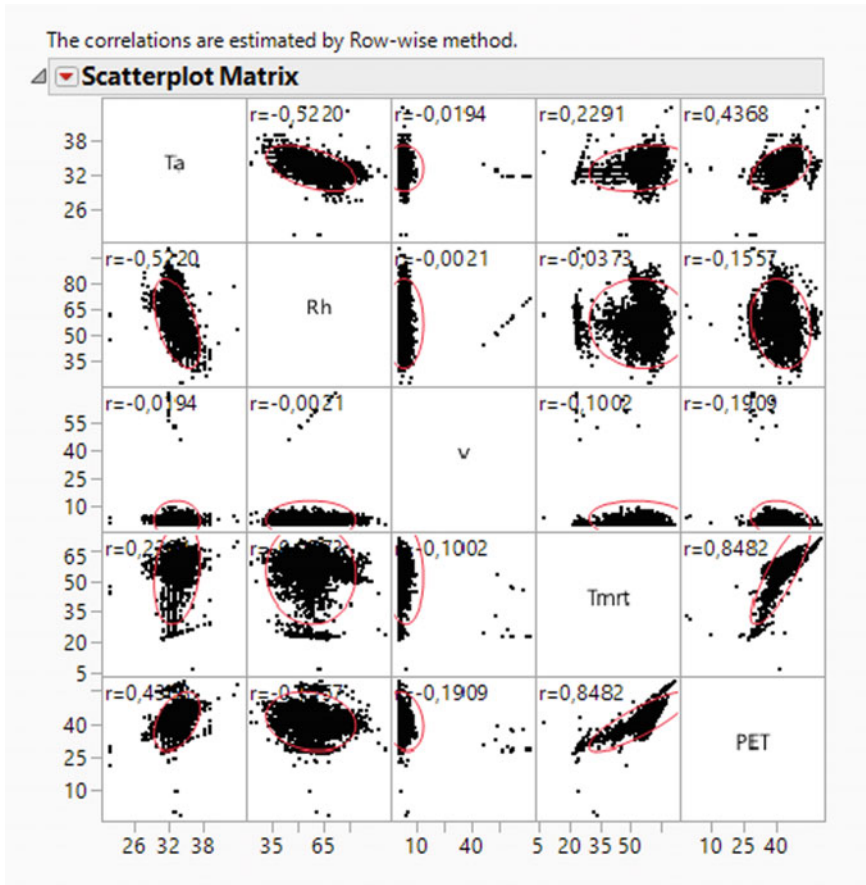 The correlations are estimated by Row-wise method.
Scatterplot Matrix
r=-0,5220 r=-0,0194 r=0,2291 r=0,4368
38
32
26
Ta
r=-0,5220 r=-0,0021 r=-0,0373 r=-0,1557
80
65
50
35
Rh
r=-0,0194 r=-0,0021 r=-0,1002 r=-0,1909
55
40
25
10
v
r=-0,1002 r=0,8482
65
50
35
20
5
Tmrt
r=-0,1909 r=0,8482
40
25
10
PET
26 32 38 35 65 10 40 5 20 35 50 10 25 40